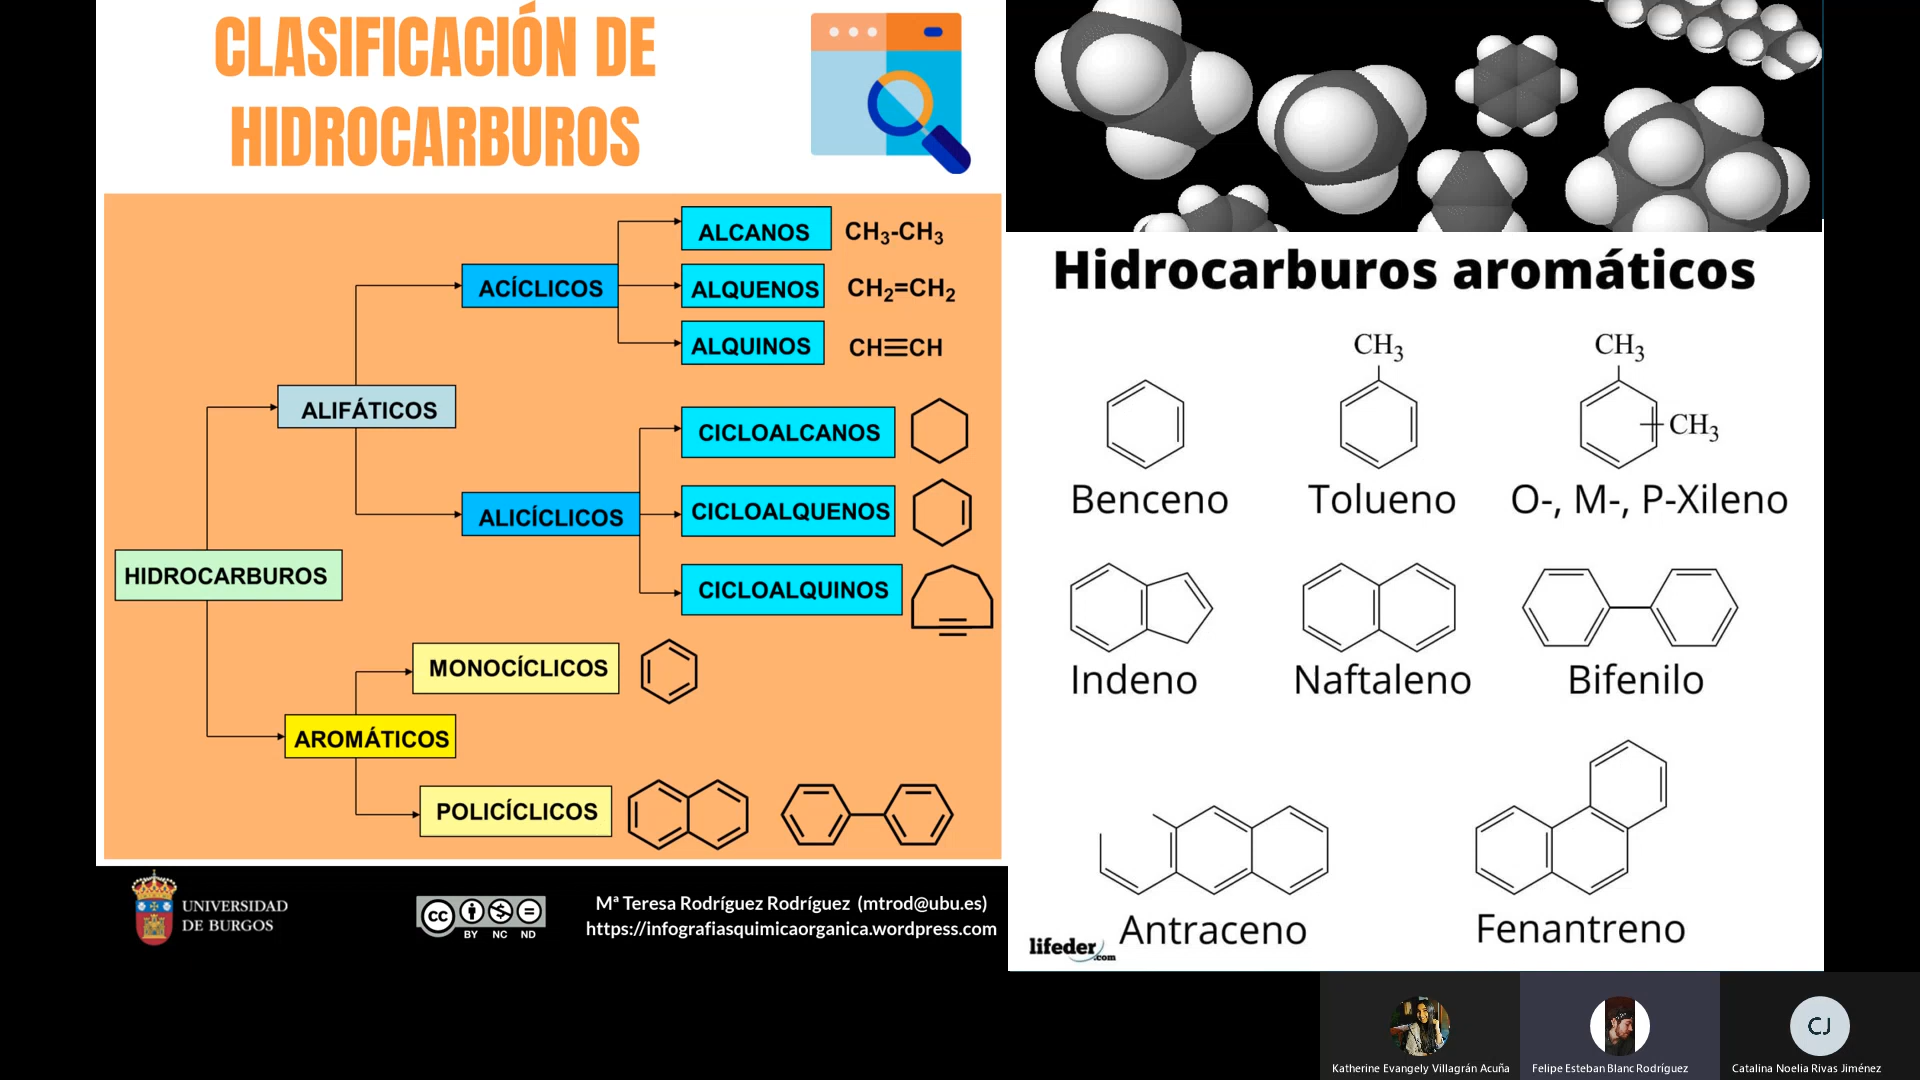 CLASIFICACIÓN DE
HIDROCARBUROS
ALCANOS CH₃-CH₃
ACÍCLICOS
ALQUENOS CH₂=CH₂
ALQUINOS CH≡CH
ALIFÁTICOS
CICLOALCANOS
ALICÍCLICOS
CICLOALQUENOS
CICLOALQUINOS
HIDROCARBUROS
MONOCÍCLICOS
AROMÁTICOS
POLICÍCLICOS
UNIVERSIDAD
DE BURGOS
cc
BY NC ND
Mª Teresa Rodríguez Rodríguez (mtrod@ubu.es)
https://infografiasquimicaorganica.wordpress.com
Hidrocarburos aromáticos
CH₃
CH₃
CH₃
Benceno
Tolueno
O-, M-, P-Xileno
Indeno
Naftaleno
Bifenilo
Antraceno
Fenantreno
lifeder.com
CJ
Katherine Evangely Villagrán Acuña
Felipe Esteban Blanc Rodríguez
Catalina Noelia Rivas Jiménez